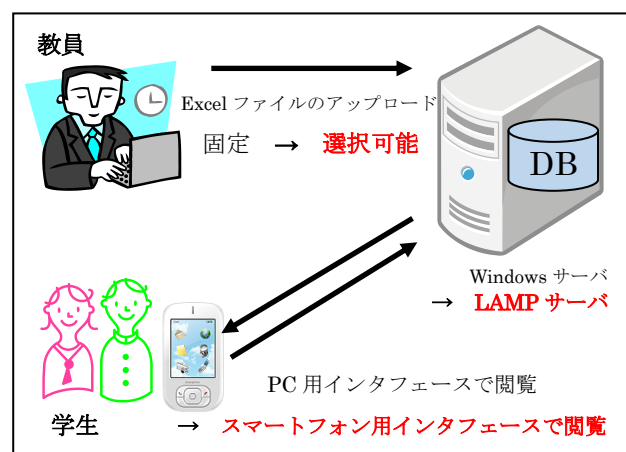 教員
Excel ファイルのアップロード
固定 → 選択可能
DB
Windows サーバ
→ LAMP サーバ
PC 用インタフェースで閲覧
学生 → スマートフォン用インタフェースで閲覧